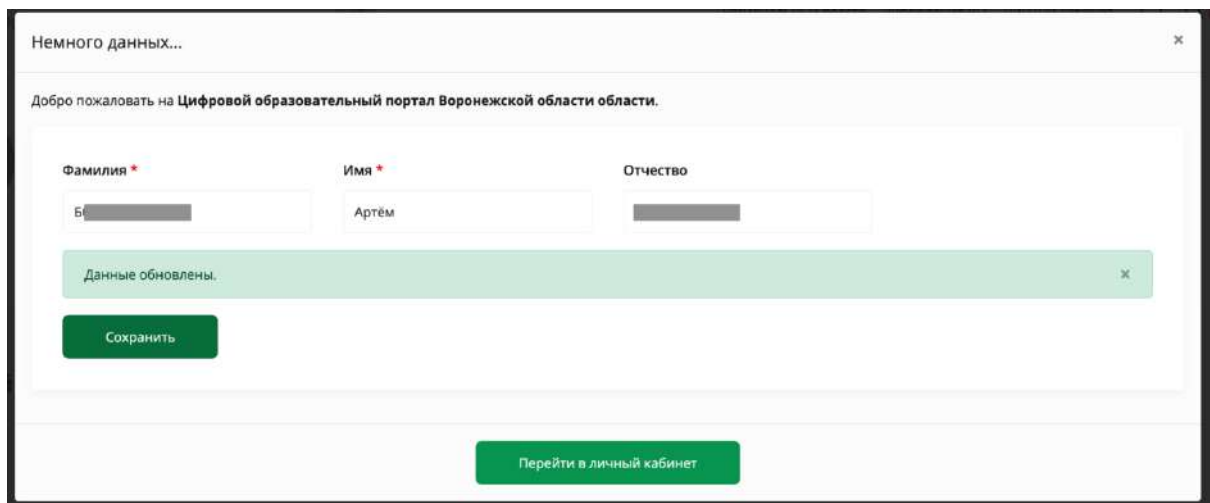 Немного данных...
×
Добро пожаловать на Цифровой образовательный портал Воронежской области области.
Фамилия * Имя * Отчество
Артём
Данные обновлены. ×
Сохранить
Перейти в личный кабинет